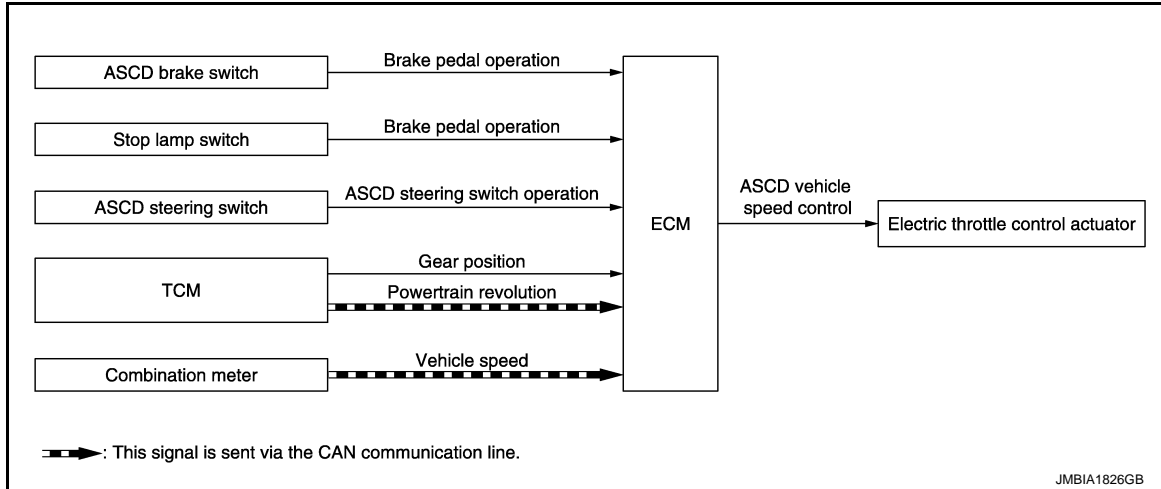 ASCD brake switch
Brake pedal operation
Stop lamp switch
Brake pedal operation
ASCD steering switch
ASCD steering switch operation
TCM
Gear position
Powertrain revolution
Combination meter
Vehicle speed
ECM
ASCD vehicle
speed control
Electric throttle control actuator
: This signal is sent via the CAN communication line.
JMBIA1826GB